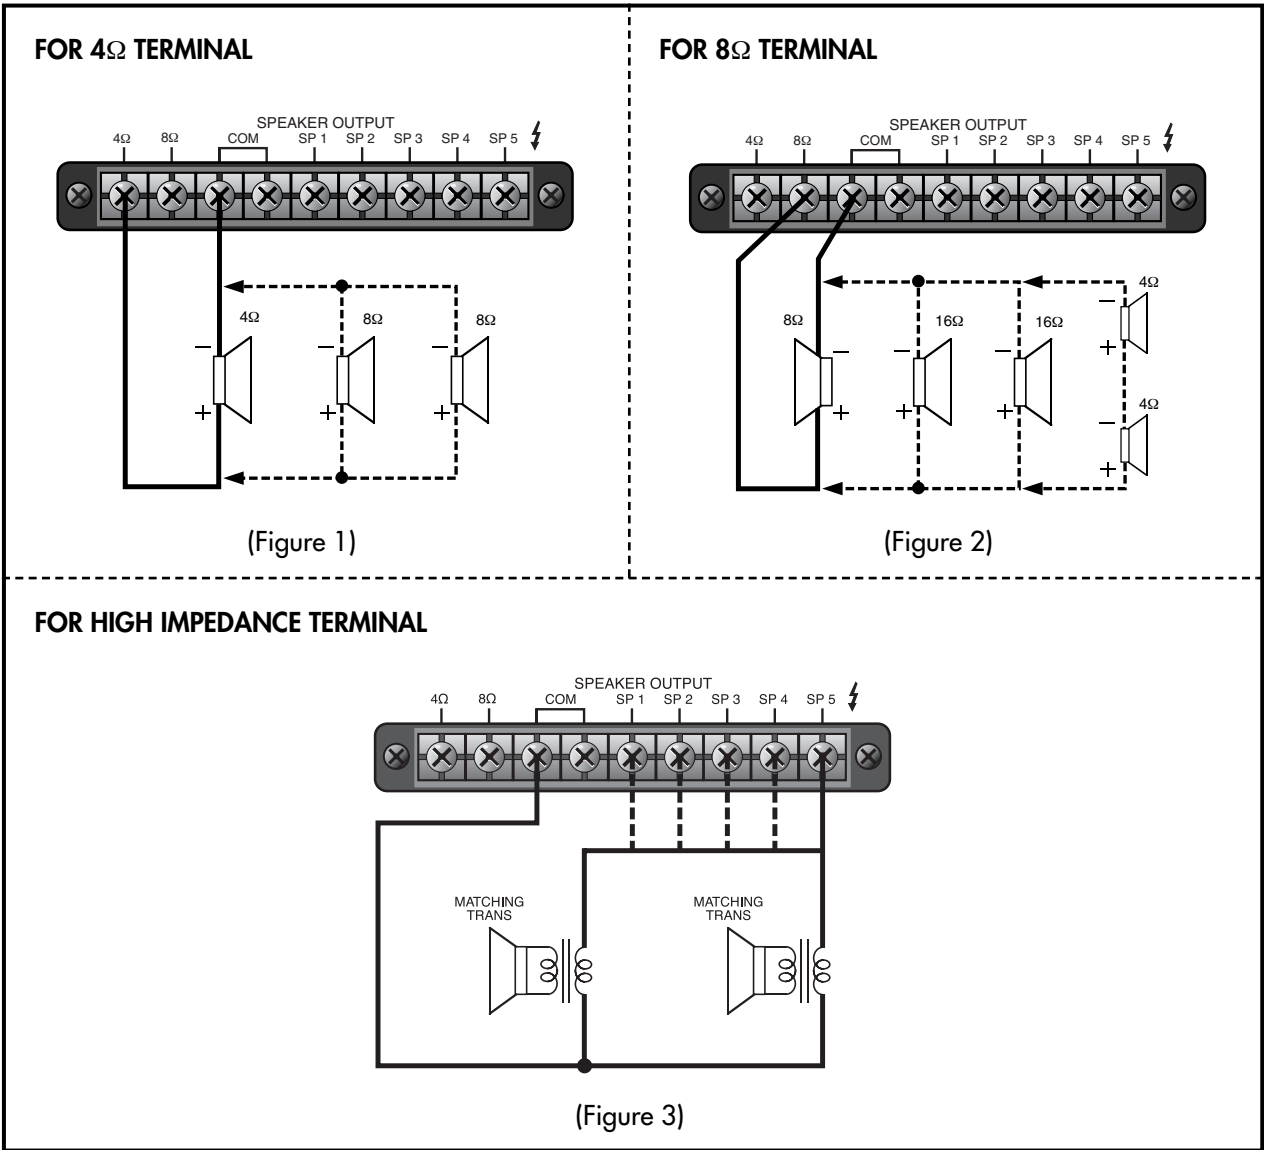 FOR 4Ω TERMINAL
SPEAKER OUTPUT
4Ω 8Ω COM SP 1 SP 2 SP 3 SP 4 SP 5
4Ω 8Ω 8Ω
− − −
+ + +
(Figure 1)
FOR 8Ω TERMINAL
SPEAKER OUTPUT
4Ω 8Ω COM SP 1 SP 2 SP 3 SP 4 SP 5
4Ω
−
8Ω 16Ω 16Ω
+
− − −
4Ω
+ + +
−
+
(Figure 2)
FOR HIGH IMPEDANCE TERMINAL
SPEAKER OUTPUT
4Ω 8Ω COM SP 1 SP 2 SP 3 SP 4 SP 5
MATCHING
TRANS
MATCHING
TRANS
(Figure 3)